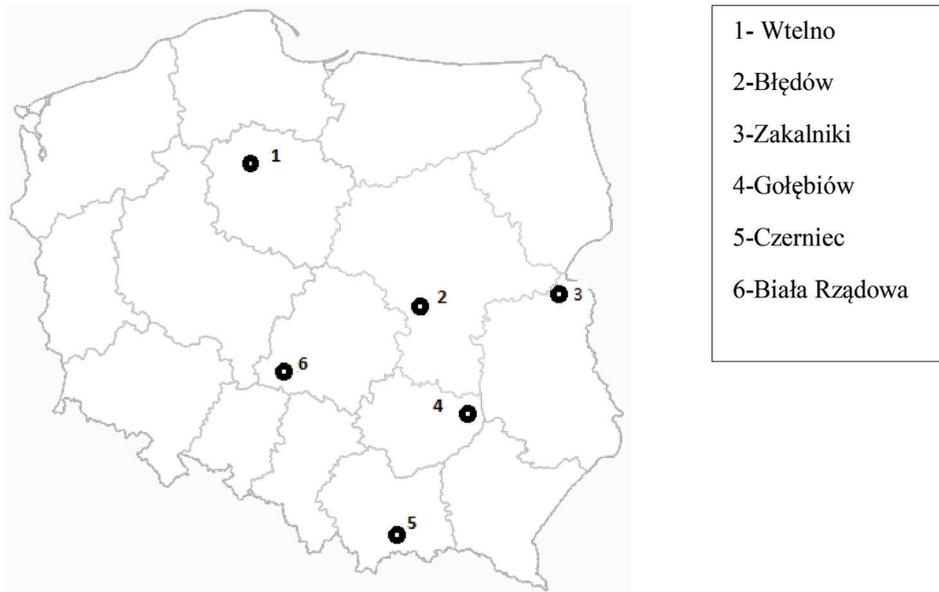 1
2
3
6
4
5
1- Wtelno
2-Błędów
3-Zakalniki
4-Gołębiów
5-Czerniec
6-Biała Rządowa